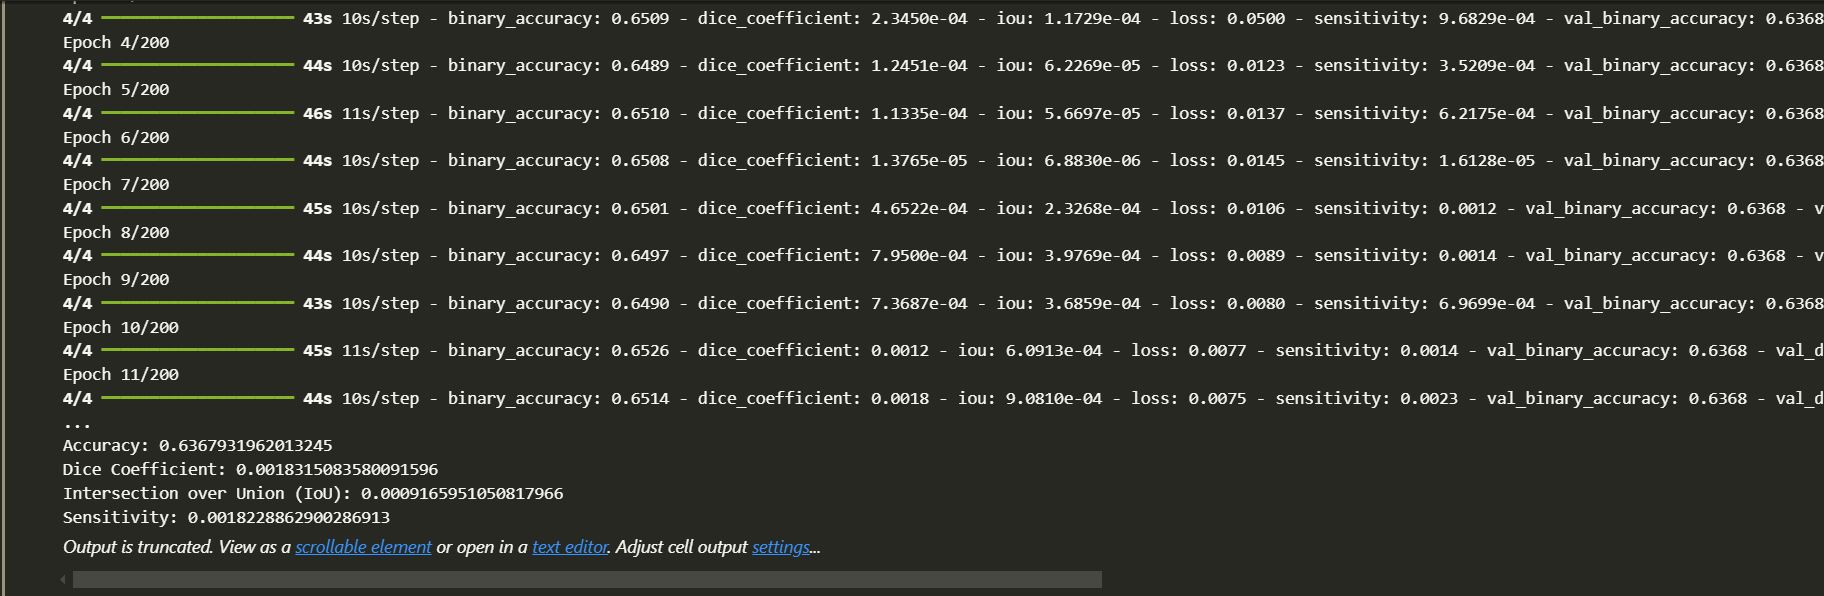 4/4 ━━━━━━━━━━━━━━━━━━━━ 43s 10s/step - binary_accuracy: 0.6509 - dice_coefficient: 2.3450e-04 - iou: 1.1729e-04 - loss: 0.0500 - sensitivity: 9.6829e-04 - val_binary_accuracy: 0.6368
Epoch 4/200
4/4 ━━━━━━━━━━━━━━━━━━━━ 44s 10s/step - binary_accuracy: 0.6489 - dice_coefficient: 1.2451e-04 - iou: 6.2269e-05 - loss: 0.0123 - sensitivity: 3.5209e-04 - val_binary_accuracy: 0.6368
Epoch 5/200
4/4 ━━━━━━━━━━━━━━━━━━━━ 46s 11s/step - binary_accuracy: 0.6510 - dice_coefficient: 1.1335e-04 - iou: 5.6697e-05 - loss: 0.0137 - sensitivity: 6.2175e-04 - val_binary_accuracy: 0.6368
Epoch 6/200
4/4 ━━━━━━━━━━━━━━━━━━━━ 44s 10s/step - binary_accuracy: 0.6508 - dice_coefficient: 1.3765e-05 - iou: 6.8830e-06 - loss: 0.0145 - sensitivity: 1.6128e-05 - val_binary_accuracy: 0.6368
Epoch 7/200
4/4 ━━━━━━━━━━━━━━━━━━━━ 45s 10s/step - binary_accuracy: 0.6501 - dice_coefficient: 4.6522e-04 - iou: 2.3268e-04 - loss: 0.0106 - sensitivity: 0.0012 - val_binary_accuracy: 0.6368 - v
Epoch 8/200
4/4 ━━━━━━━━━━━━━━━━━━━━ 44s 10s/step - binary_accuracy: 0.6497 - dice_coefficient: 7.9500e-04 - iou: 3.9769e-04 - loss: 0.0089 - sensitivity: 0.0014 - val_binary_accuracy: 0.6368 - v
Epoch 9/200
4/4 ━━━━━━━━━━━━━━━━━━━━ 43s 10s/step - binary_accuracy: 0.6490 - dice_coefficient: 7.3687e-04 - iou: 3.6859e-04 - loss: 0.0080 - sensitivity: 6.9699e-04 - val_binary_accuracy: 0.6368
Epoch 10/200
4/4 ━━━━━━━━━━━━━━━━━━━━ 45s 11s/step - binary_accuracy: 0.6526 - dice_coefficient: 0.0012 - iou: 6.0913e-04 - loss: 0.0077 - sensitivity: 0.0014 - val_binary_accuracy: 0.6368 - val_d
Epoch 11/200
4/4 ━━━━━━━━━━━━━━━━━━━━ 44s 10s/step - binary_accuracy: 0.6514 - dice_coefficient: 0.0018 - iou: 9.0810e-04 - loss: 0.0075 - sensitivity: 0.0023 - val_binary_accuracy: 0.6368 - val_d
...
Accuracy: 0.6367931962013245
Dice Coefficient: 0.0018315083580091596
Intersection over Union (IoU): 0.0009165951050817966
Sensitivity: 0.0018228862900286913
Output is truncated. View as a scrollable element or open in a text editor. Adjust cell output settings...